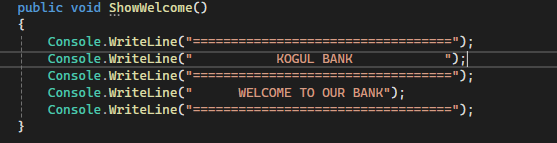 public void ShowWelcome()
{
    Console.WriteLine("==================================");
    Console.WriteLine("           KOGUL BANK            ");
    Console.WriteLine("==================================");
    Console.WriteLine("      WELCOME TO OUR BANK");
    Console.WriteLine("==================================");
}